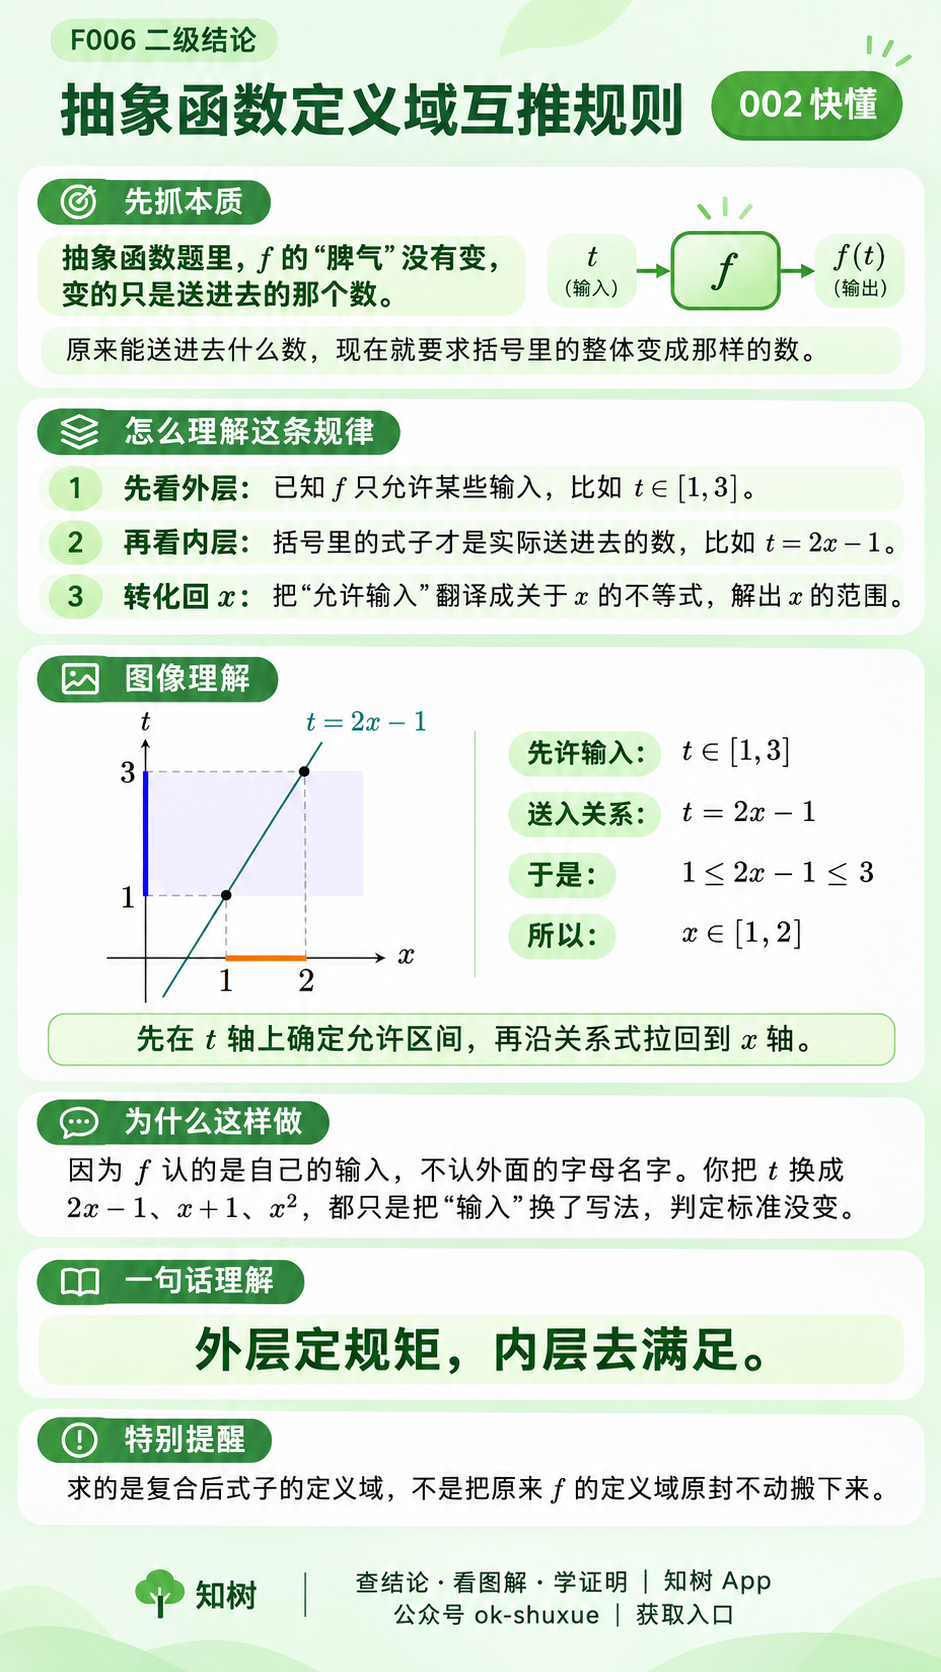 F006 二级结论
抽象函数定义域互推规则
002 快懂
先抓本质
抽象函数题里，f 的“脾气”没有变，
变的只是送进去的那个数。
t
（输入）
f
f(t)
（输出）
原来能送进去什么数，现在就要求括号里的整体变成那样的数。
怎么理解这条规律
1 先看外层： 已知 f 只允许某些输入，比如 t ∈ [1, 3]。
2 再看内层： 括号里的式子才是实际送进去的数，比如 t = 2x − 1。
3 转化回 x： 把“允许输入”翻译成关于 x 的不等式，解出 x 的范围。
图像理解
t
t = 2x − 1
3
1
x
1 2
先许输入： t ∈ [1, 3]
送入关系： t = 2x − 1
于是： 1 ≤ 2x − 1 ≤ 3
所以： x ∈ [1, 2]
先在 t 轴上确定允许区间，再沿关系式拉回到 x 轴。
为什么这样做
因为 f 认的是自己的输入，不认外面的字母名字。你把 t 换成
2x − 1、x + 1、x²，都只是把“输入”换了写法，判定标准没变。
一句话理解
外层定规矩，内层去满足。
特别提醒
求的是复合后式子的定义域，不是把原来 f 的定义域原封不动搬下来。
知树
查结论 · 看图解 · 学证明 | 知树 App
公众号 ok-shuxue | 获取入口